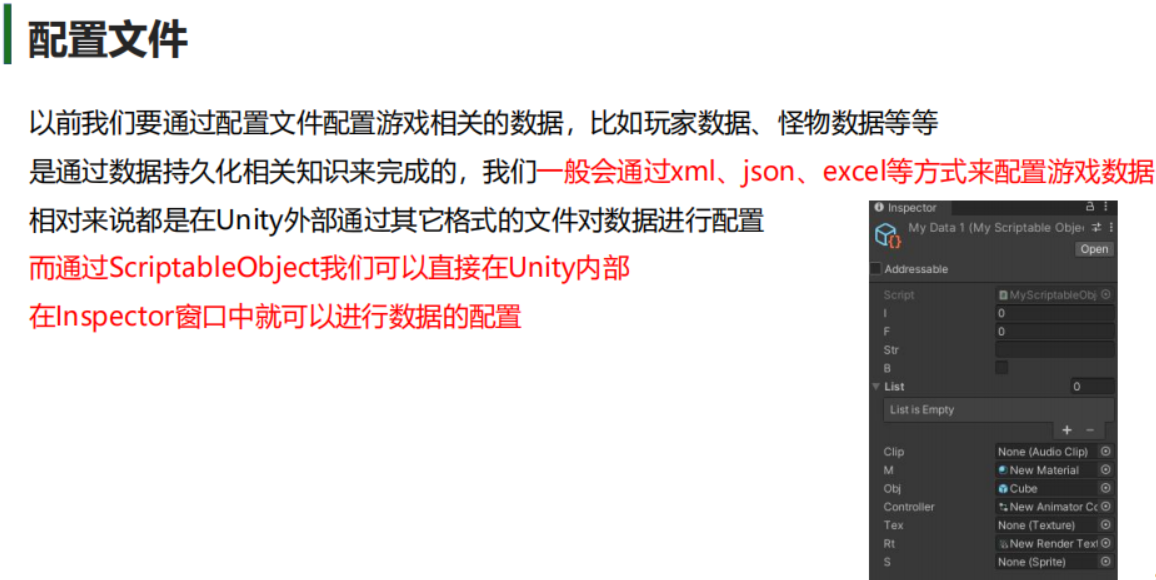 配置文件
以前我们要通过配置文件配置游戏相关的数据，比如玩家数据、怪物数据等等
是通过数据持久化相关知识来完成的，我们一般会通过xml、json、excel等方式来配置游戏数据
相对来说都是在Unity外部通过其它格式的文件对数据进行配置
而通过ScriptableObject我们可以直接在Unity内部
在Inspector窗口中就可以进行数据的配置
Inspector
My Data 1 (My Scriptable Obje
Open
Addressable
Script MyScriptableObj
I 0
F 0
Str
B
List 0
List is Empty
+ −
Clip None (Audio Clip)
M New Material
Obj Cube
Controller New Animator Co
Tex None (Texture)
Rt New Render Text
S None (Sprite)